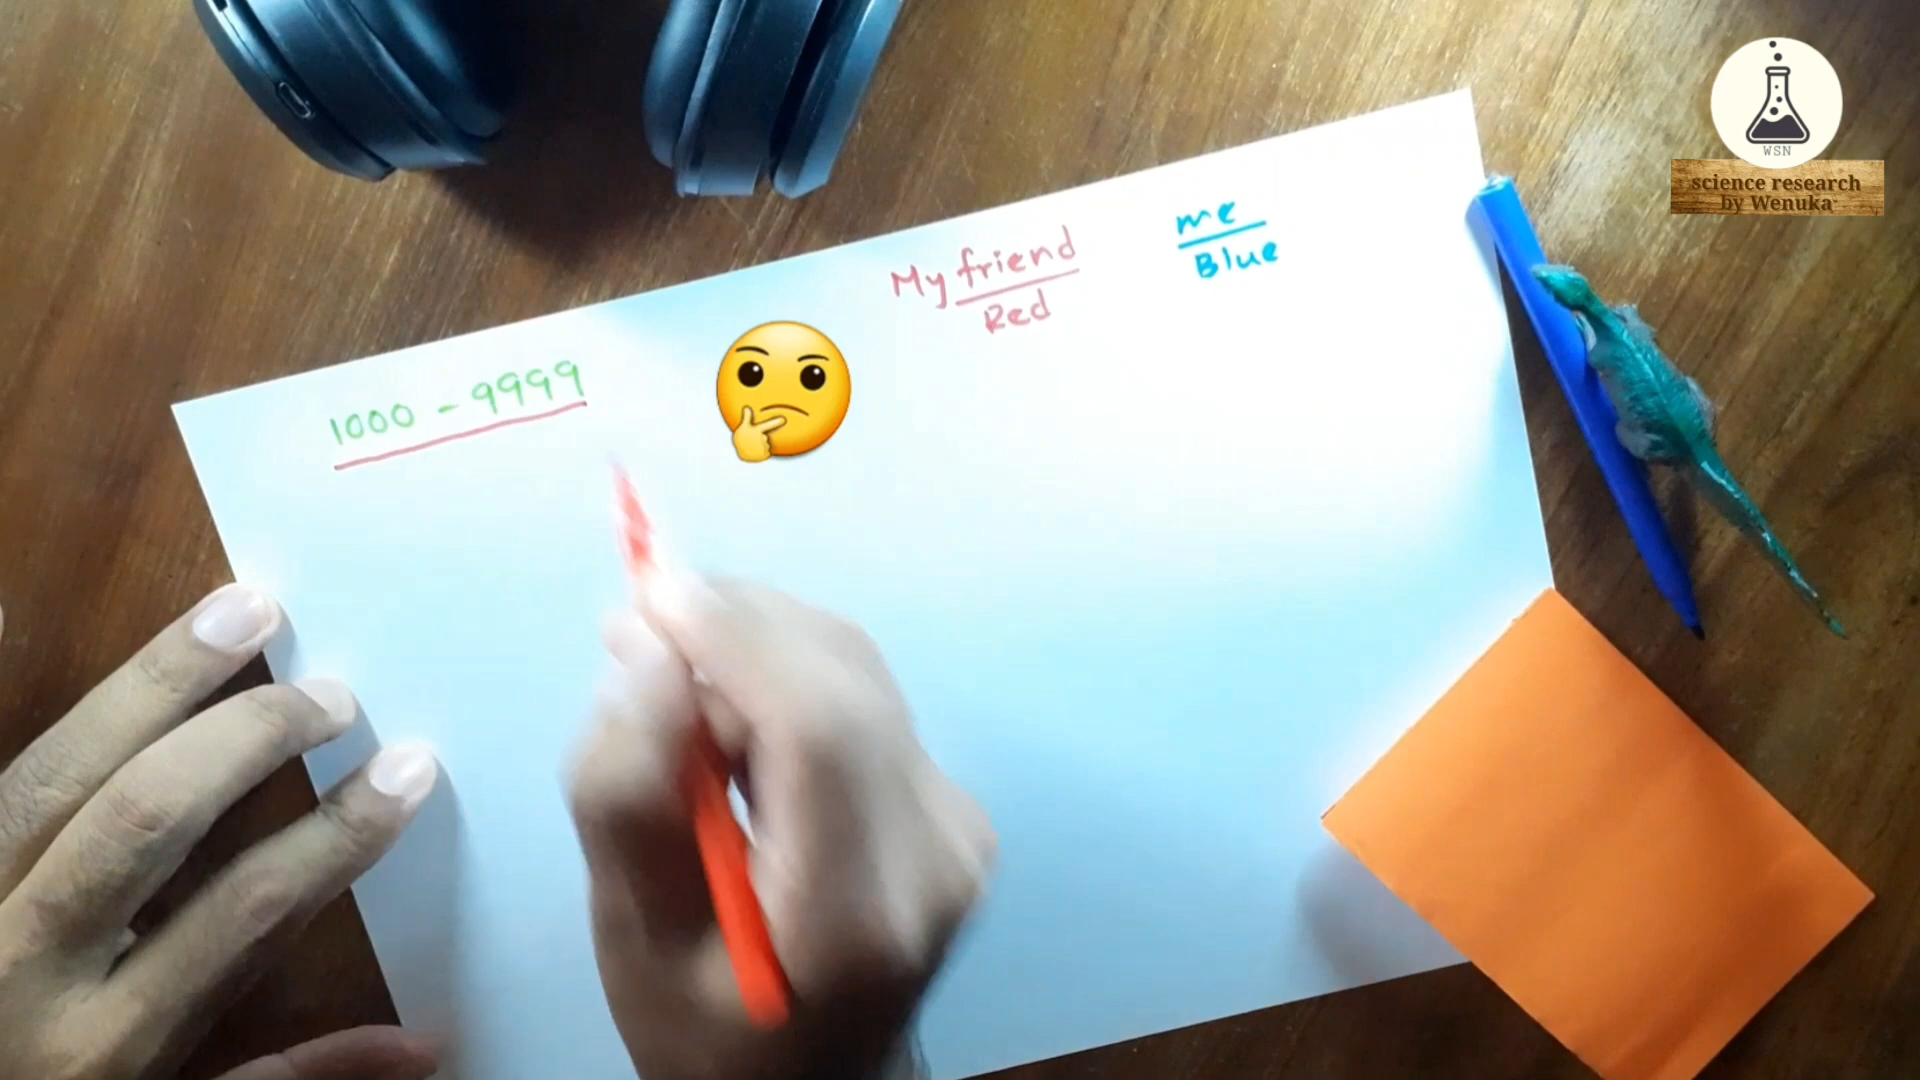 1000 - 9999
My friend
Red
me
Blue
WSN
science research
by Wenuka